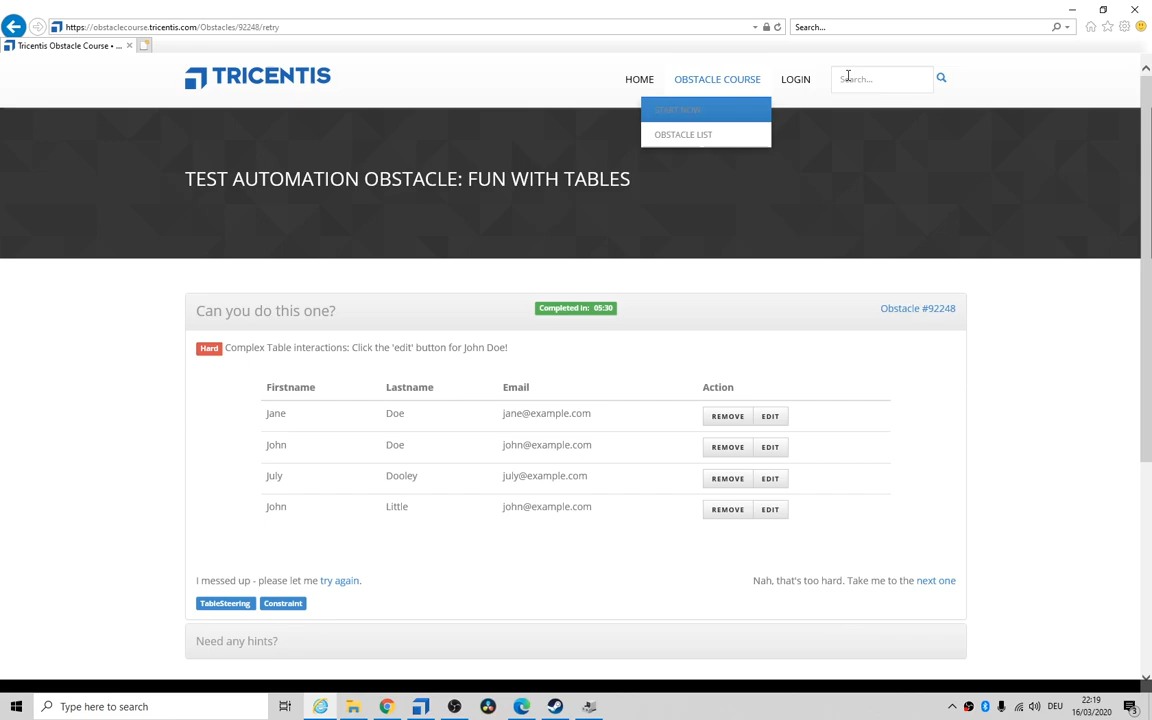 https://obstaclecourse.tricentis.com/Obstacles/92248/retry
Search...
Tricentis Obstacle Course • ...
TRICENTIS
HOME
OBSTACLE COURSE
LOGIN
Search...
START NOW
OBSTACLE LIST
TEST AUTOMATION OBSTACLE: FUN WITH TABLES
Can you do this one?
Completed in: 05:30
Obstacle #92248
Hard Complex Table interactions: Click the 'edit' button for John Doe!
Firstname Lastname Email Action
Jane Doe jane@example.com REMOVE EDIT
John Doe john@example.com REMOVE EDIT
July Dooley july@example.com REMOVE EDIT
John Little john@example.com REMOVE EDIT
I messed up - please let me try again.
Nah, that's too hard. Take me to the next one
TableSteering Constraint
Need any hints?
Type here to search
DEU
22:19
16/03/2020
3